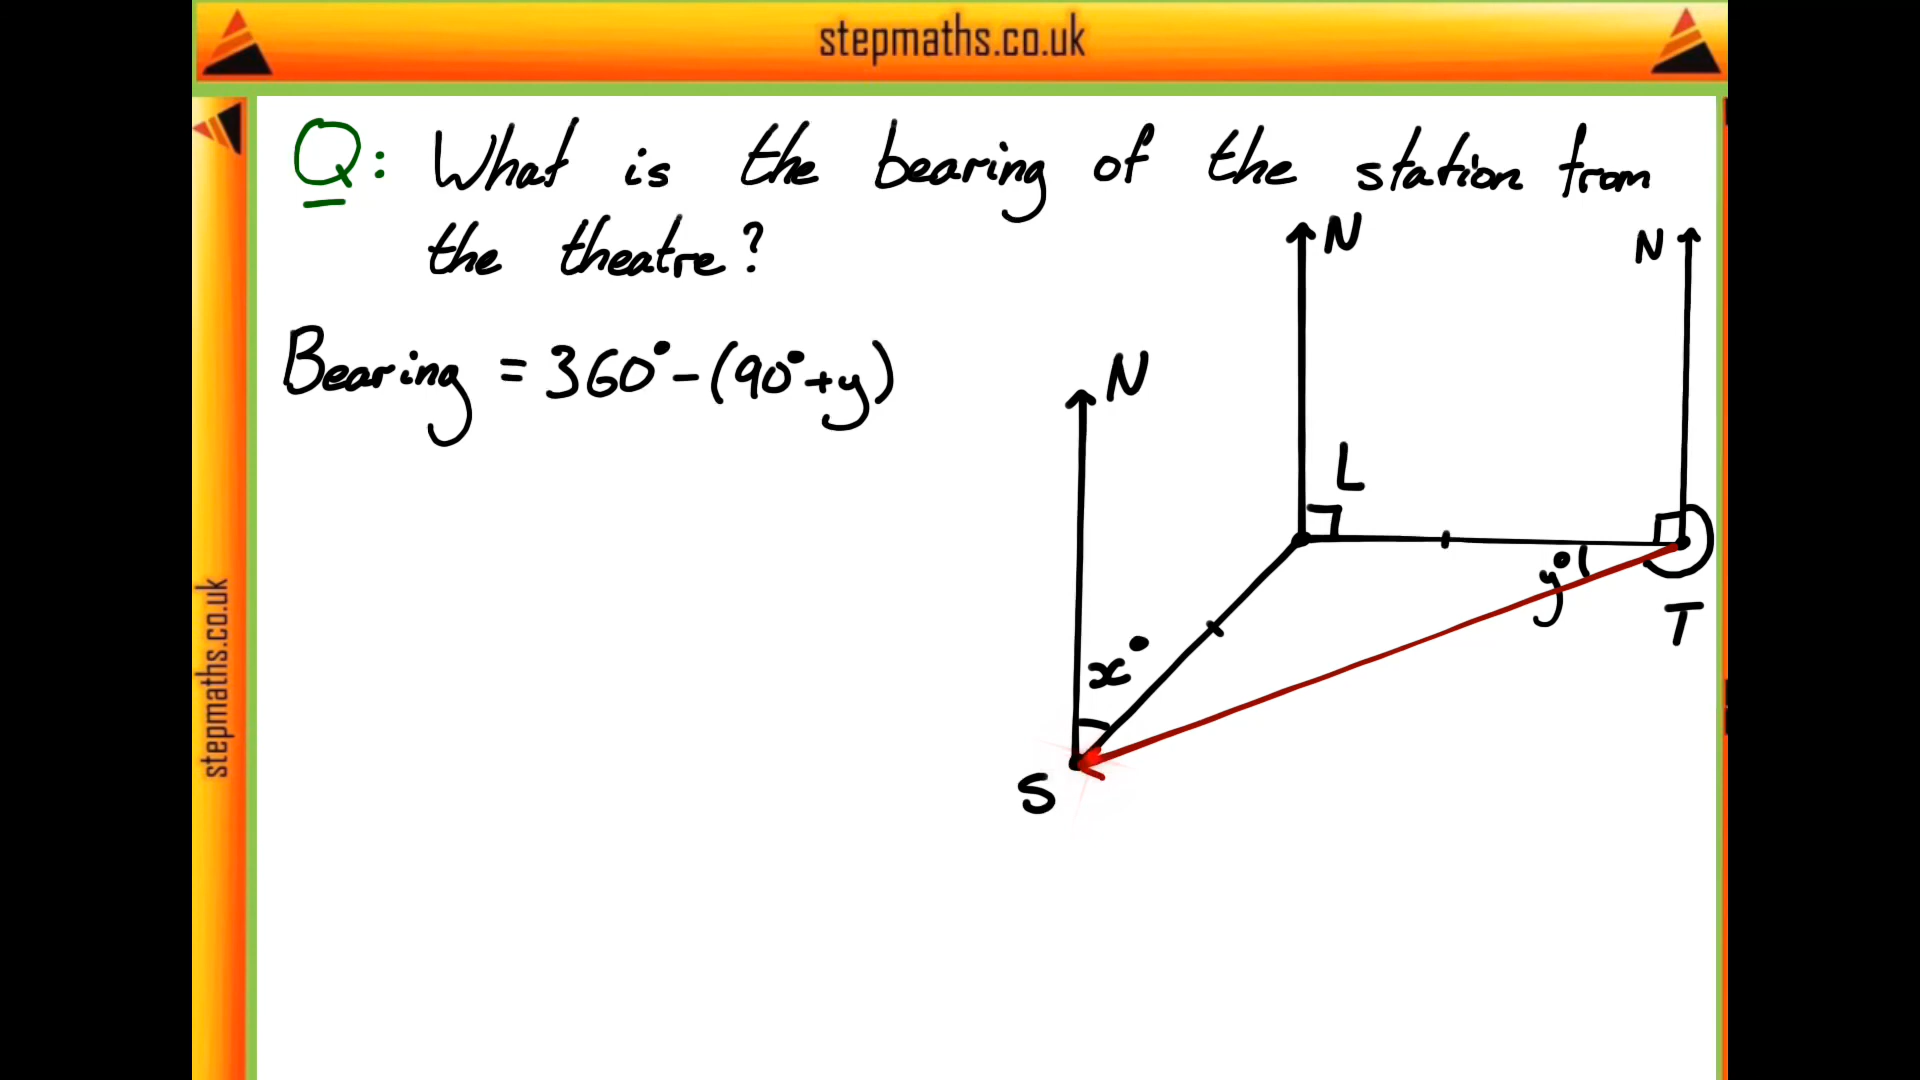 stepmaths.co.uk
Q: What is the bearing of the station from
the theatre?
Bearing = 360° - (90° + y)
N
N
N
L
y°
T
x°
S
stepmaths.co.uk